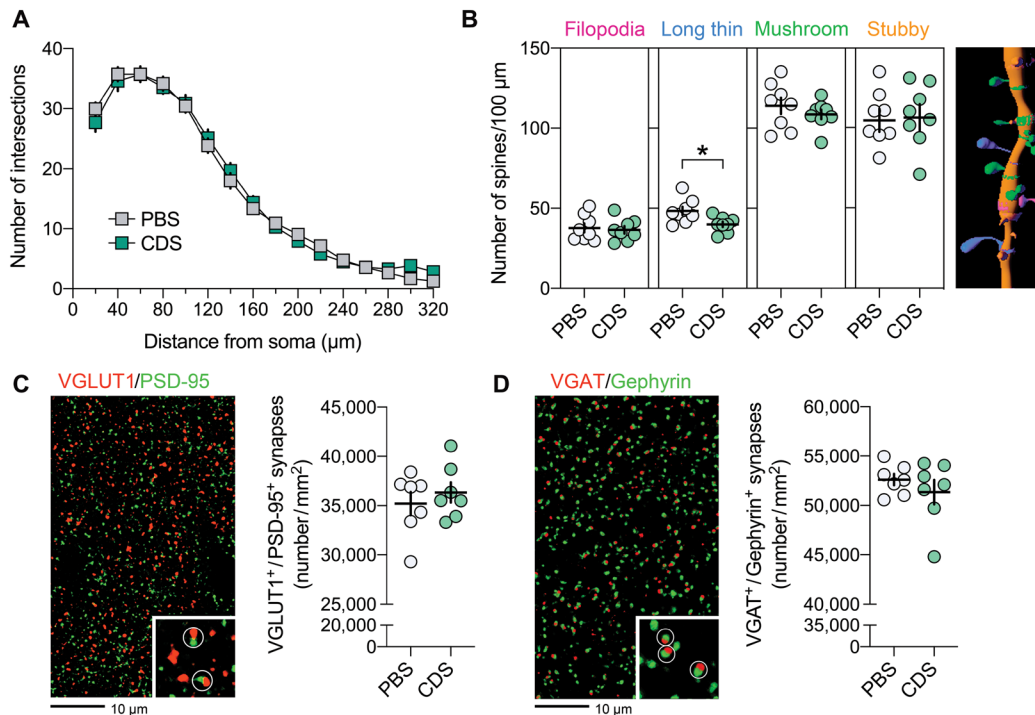 A
Number of intersections
40
30
20
10
0
PBS
CDS
0 40 80 120 160 200 240 280 320
Distance from soma (µm)
B
Filopodia Long thin Mushroom Stubby
Number of spines/100 µm
150
100
50
0
*
PBS CDS PBS CDS PBS CDS PBS CDS
C
VGLUT1/PSD-95
10 µm
VGLUT1+/PSD-95+ synapses
(number/mm²)
45,000
40,000
35,000
30,000
25,000
20,000
0
PBS CDS
D
VGAT/Gephyrin
10 µm
VGAT+/Gephyrin+ synapses
(number/mm²)
60,000
55,000
50,000
45,000
40,000
35,000
0
PBS CDS